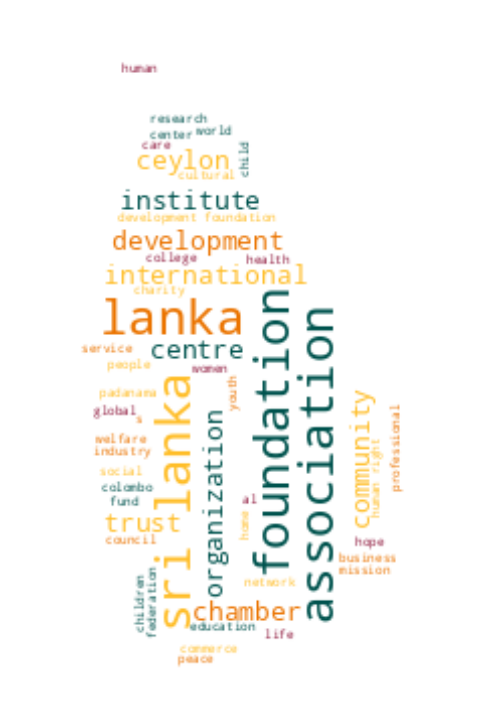 human
research
center world
care
child
ceylon
cultural
institute
development foundation
development
college
health
international
charity
lanka
foundation
association
service
centre
people
women
sri lanka
youth
padanama
community
global
s
professional
organization
welfare
industry
human right
social
colombo
fund
al
trust
home
council
hope
business
mission
children
federation
network
chamber
education
life
commerce
peace